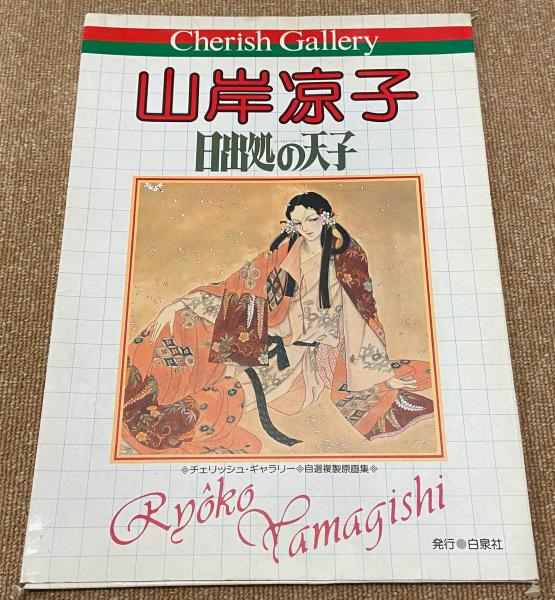 Cherish Gallery
山岸凉子
日出処の天子
◈チェリッシュ・ギャラリー◈自選複製原画集◈
Ryôko
Yamagishi
発行●白泉社